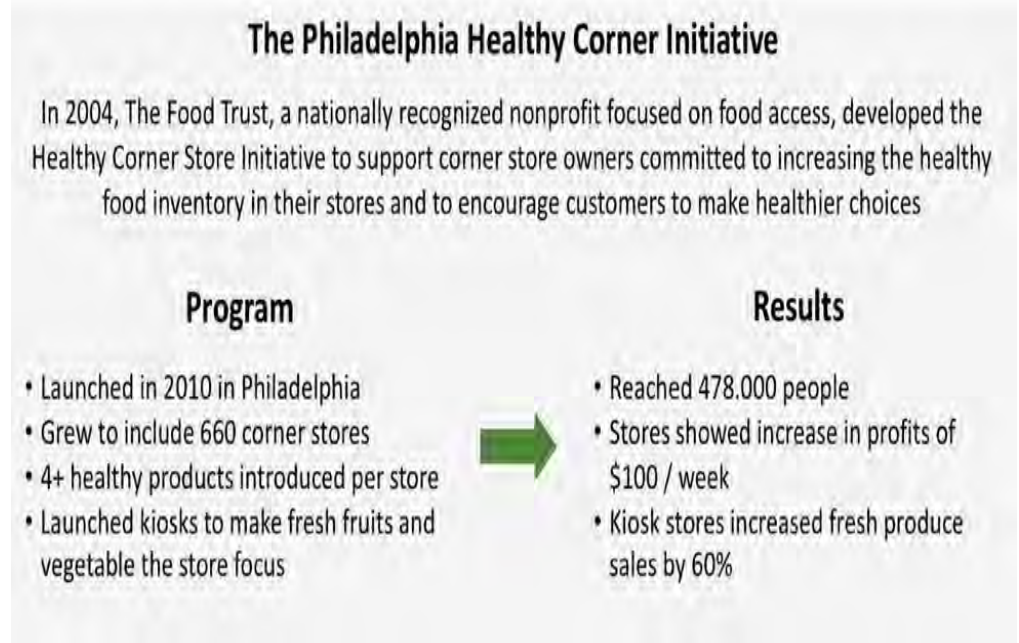 The Philadelphia Healthy Corner Initiative
In 2004, The Food Trust, a nationally recognized nonprofit focused on food access, developed the
Healthy Corner Store Initiative to support corner store owners committed to increasing the healthy
food inventory in their stores and to encourage customers to make healthier choices
Program
• Launched in 2010 in Philadelphia
• Grew to include 660 corner stores
• 4+ healthy products introduced per store
• Launched kiosks to make fresh fruits and
vegetable the store focus
Results
• Reached 478.000 people
• Stores showed increase in profits of
$100 / week
• Kiosk stores increased fresh produce
sales by 60%